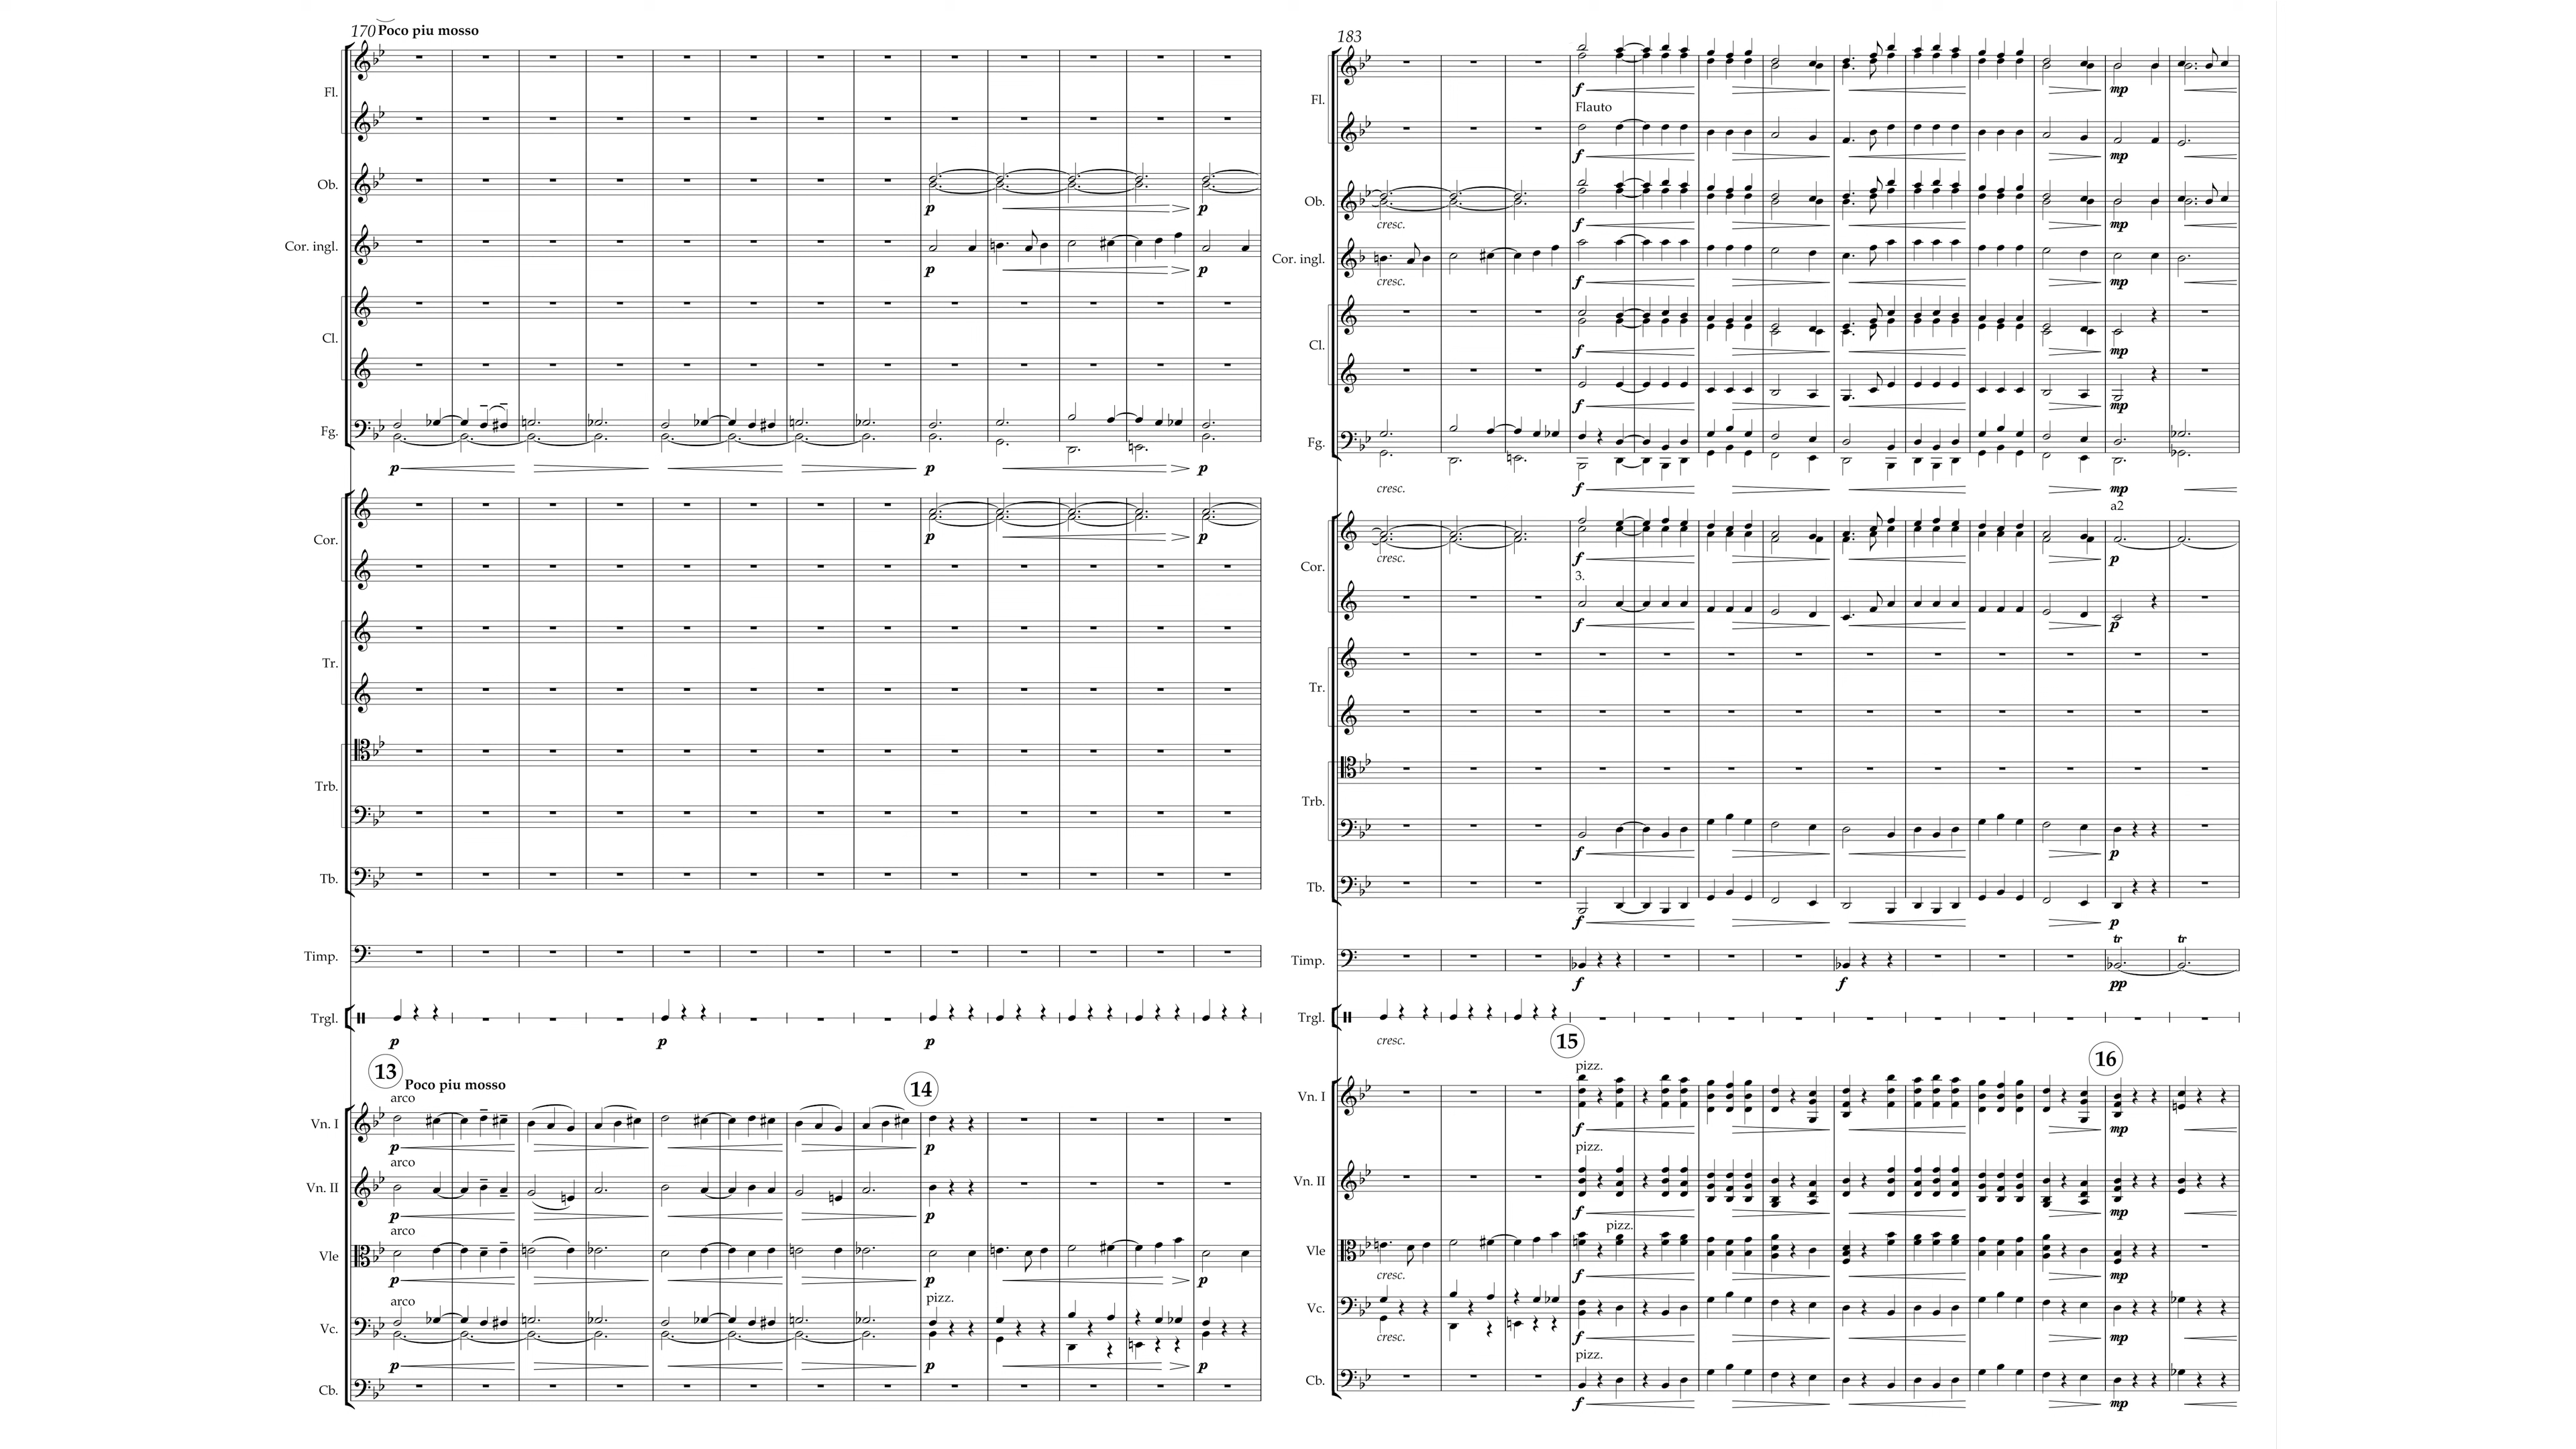 170 Poco piu mosso
Fl.
Ob.
p p
Cor. ingl.
p p
Cl.
Fg.
p p p
Cor.
p p
Tr.
Trb.
Tb.
Timp.
Trgl.
p p p
13 Poco piu mosso
14
arco
Vn. I
p p
arco
Vn. II
p p
arco
Vle
p p p
arco pizz.
Vc.
p p p
Cb.
183
Fl.
f mp
Flauto
f mp
Ob.
cresc. f mp
Cor. ingl.
cresc. f mp
Cl.
f mp
f mp
Fg.
cresc. f mp
a2
Cor.
cresc. f p
3.
f p
Tr.
Trb.
f p
Tb.
f p
tr tr
Timp.
f f pp
Trgl.
cresc.
15 16
pizz.
Vn. I
f mp
pizz.
Vn. II
f mp
pizz.
Vle
cresc. f mp
Vc.
cresc. f mp
pizz.
Cb.
f mp